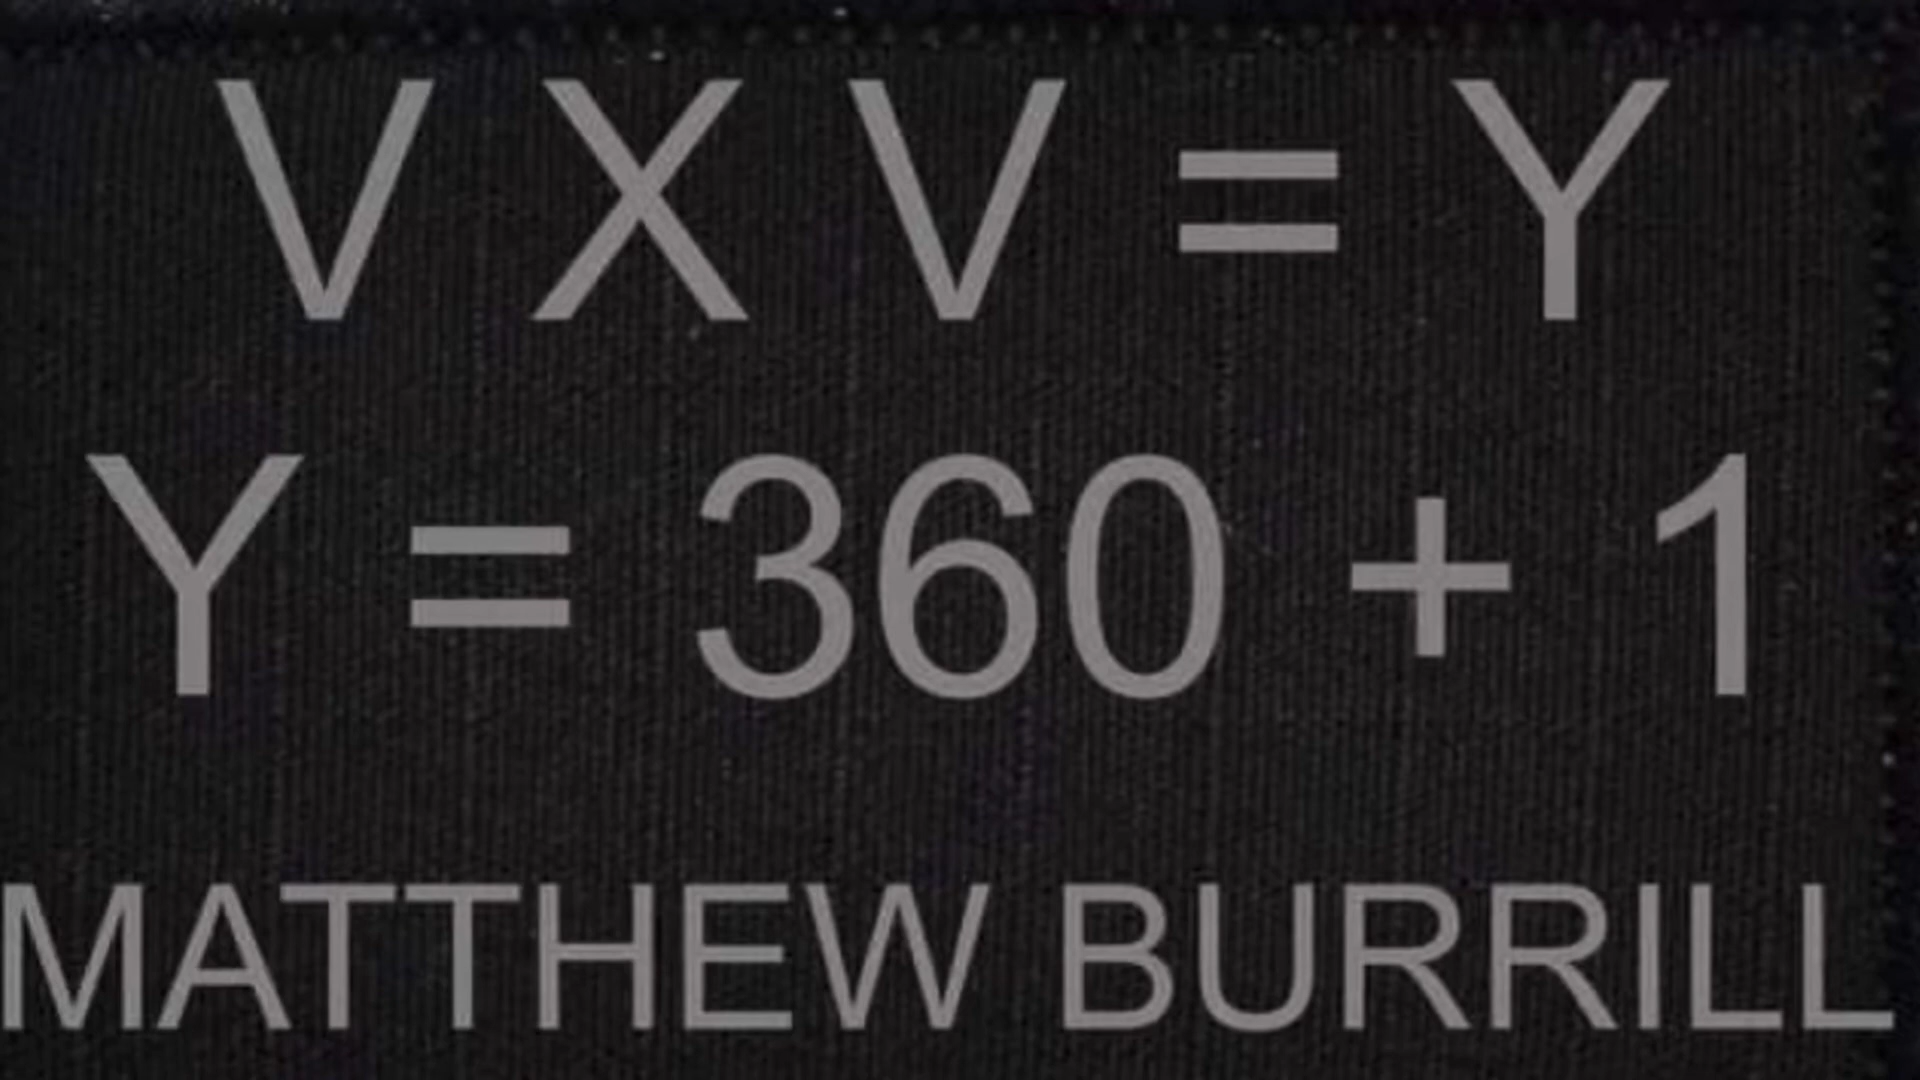 V X V = Y
Y = 360 + 1
MATTHEW BURRILL